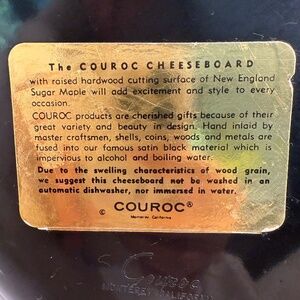 The COUROC CHEESEBOARD
with raised hardwood cutting surface of New England
Sugar Maple will add excitement and style to every
occasion.
COUROC products are cherished gifts because of their
great variety and beauty in design. Hand inlaid by
master craftsmen, shells, coins, woods and metals are
fused into our famous satin black material which is
impervious to alcohol and boiling water.
Due to the swelling characteristics of wood grain,
we suggest this cheeseboard not be washed in an
automatic dishwasher, nor immersed in water.
© COUROC®
Monterey, California
Couroc
MONTEREY CALIFORNIA